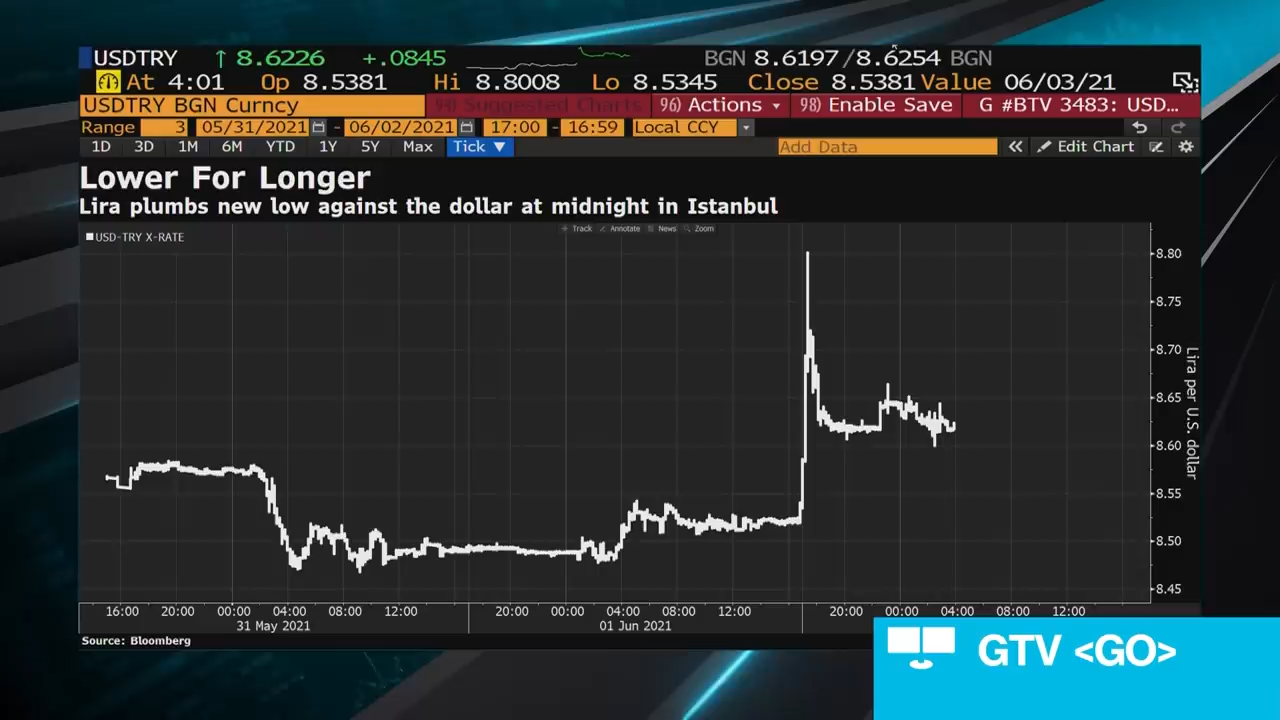 USDTRY ↑ 8.6226 +.0845 BGN 8.6197/8.6254 BGN
At 4:01 Op 8.5381 Hi 8.8008 Lo 8.5345 Close 8.5381 Value 06/03/21
USDTRY BGN Curncy 99) Suggested Charts 96) Actions 98) Enable Save G #BTV 3483: USD...
Range 3 05/31/2021 - 06/02/2021 17:00 - 16:59 Local CCY
1D 3D 1M 6M YTD 1Y 5Y Max Tick ▼ Add Data « Edit Chart
Lower For Longer
Lira plumbs new low against the dollar at midnight in Istanbul
Track Annotate News Zoom
USD-TRY X-RATE
8.80
8.75
8.70
8.65
8.60
8.55
8.50
8.45
Lira per U.S. dollar
16:00 20:00 00:00 04:00 08:00 12:00 20:00 00:00 04:00 08:00 12:00 20:00 00:00 04:00 08:00 12:00
31 May 2021 01 Jun 2021
Source: Bloomberg
GTV <GO>